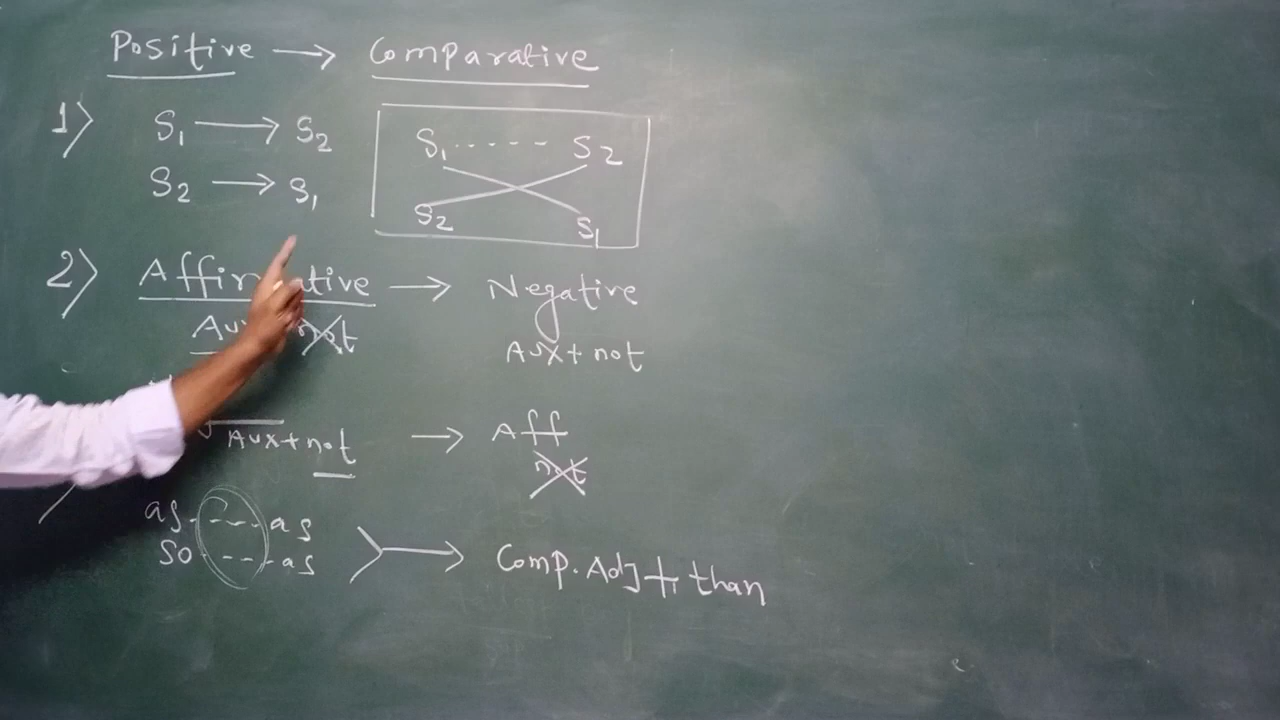 Positive → Comparative
1) S₁ → S₂
S₂ → S₁
S₁ ----- S₂
S₂ S₁
2) Affirmative → Negative
not
Aux + not
Aux + not → Aff
not
as ---- as
so ---- as
→ Comp. Adj + than